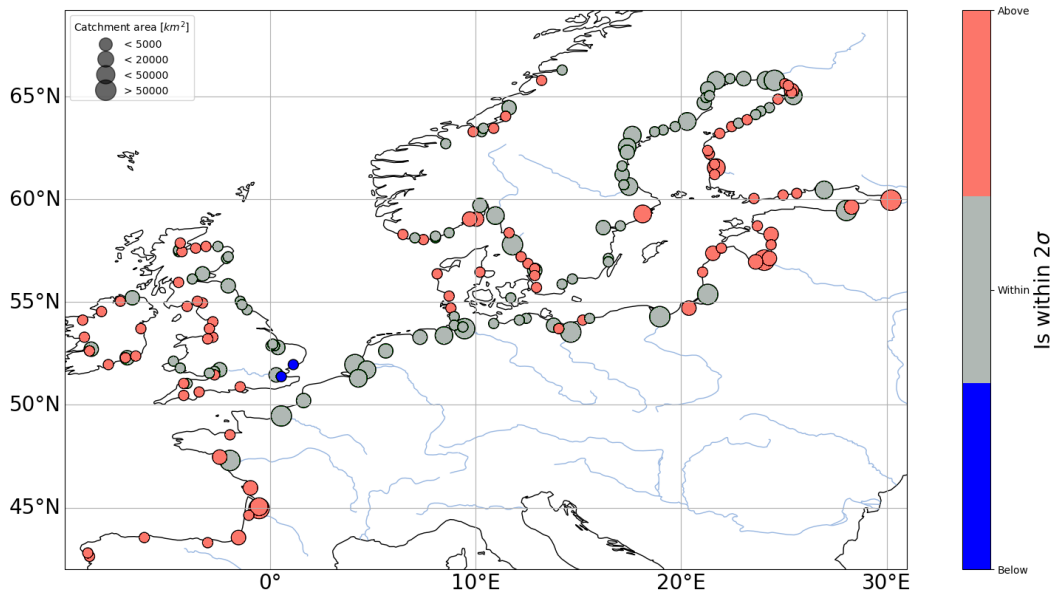 Catchment area [km²]
< 5000
< 20000
< 50000
> 50000
65°N
60°N
55°N
50°N
45°N
0°
10°E
20°E
30°E
Above
Within
Below
Is within 2σ